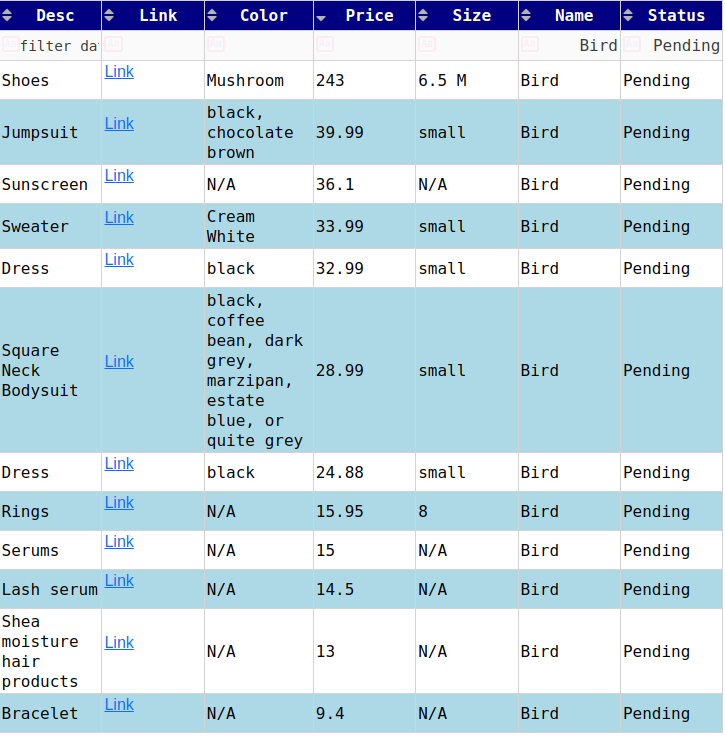 Desc Link Color Price Size Name Status
filter da Bird Pending
Shoes Link Mushroom 243 6.5 M Bird Pending
Jumpsuit Link black, chocolate brown 39.99 small Bird Pending
Sunscreen Link N/A 36.1 N/A Bird Pending
Sweater Link Cream White 33.99 small Bird Pending
Dress Link black 32.99 small Bird Pending
Square Neck Bodysuit Link black, coffee bean, dark grey, marzipan, estate blue, or quite grey 28.99 small Bird Pending
Dress Link black 24.88 small Bird Pending
Rings Link N/A 15.95 8 Bird Pending
Serums Link N/A 15 N/A Bird Pending
Lash serum Link N/A 14.5 N/A Bird Pending
Shea moisture hair products Link N/A 13 N/A Bird Pending
Bracelet Link N/A 9.4 N/A Bird Pending